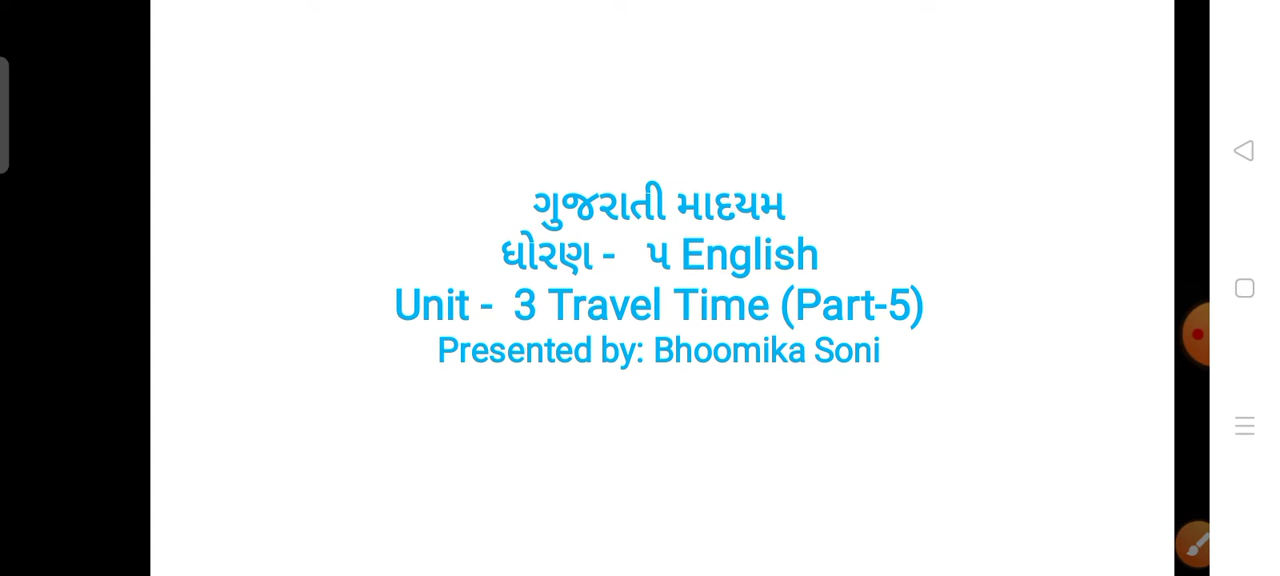 ગુજરાતી માદયમ
ધોરણ - ૫ English
Unit - 3 Travel Time (Part-5)
Presented by: Bhoomika Soni